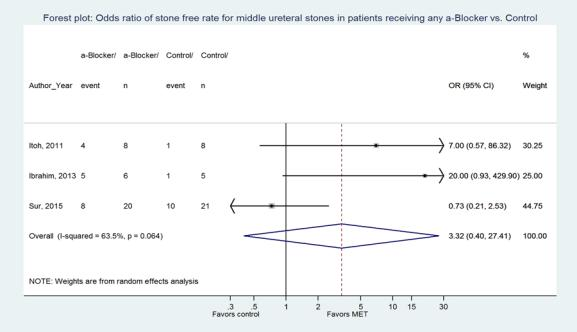 Forest plot: Odds ratio of stone free rate for middle ureteral stones in patients receiving any a-Blocker vs. Control
a-Blocker/ a-Blocker/ Control/ Control/ %
Author_Year event n event n OR (95% CI) Weight
Itoh, 2011 4 8 1 8 7.00 (0.57, 86.32) 30.25
Ibrahim, 2013 5 6 1 5 20.00 (0.93, 429.90) 25.00
Sur, 2015 8 20 10 21 0.73 (0.21, 2.53) 44.75
Overall (I-squared = 63.5%, p = 0.064) 3.32 (0.40, 27.41) 100.00
NOTE: Weights are from random effects analysis
.3 .5 1 2 5 10 15 30
Favors control Favors MET